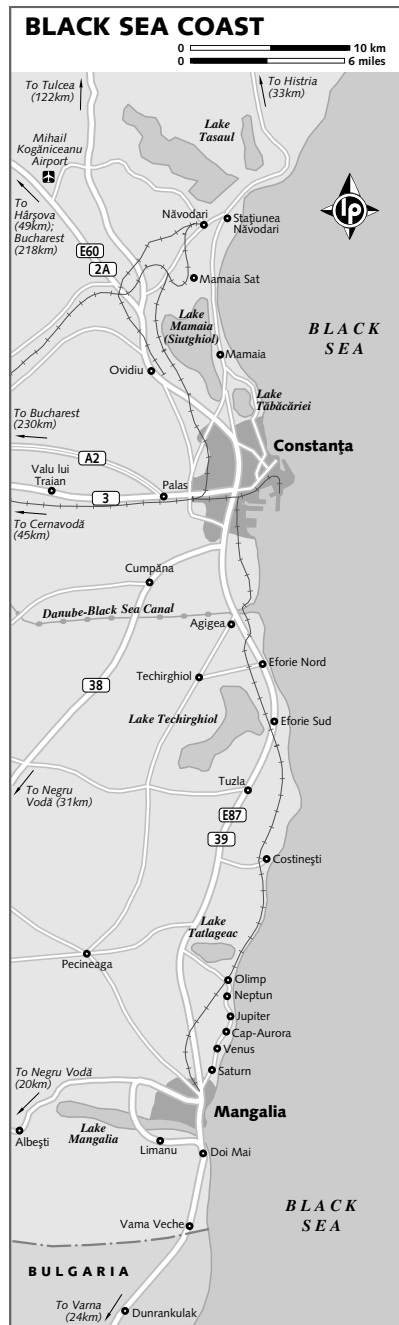 BLACK SEA COAST
0 10 km
0 6 miles
To Tulcea
(122km)
To Histria
(33km)
Lake
Tasaul
Mihail
Kogăniceanu
Airport
To
Hârşova
(49km);
Bucharest
(218km)
Năvodari
Staţiunea
Năvodari
lp
E60
2A
Mamaia Sat
Lake
Mamaia
(Siutghiol)
BLACK
SEA
Mamaia
Ovidiu
Lake
Tăbăcăriei
To Bucharest
(230km)
Constanţa
A2
Valu lui
Traian
Palas
3
To Cernavodă
(45km)
Cumpăna
Danube-Black Sea Canal
Agigea
Eforie Nord
Techirghiol
38
Lake Techirghiol
Eforie Sud
To Negru
Vodă (31km)
Tuzla
E87
39
Costineşti
Lake
Tatlageac
Pecineaga
Olimp
Neptun
Jupiter
Cap-Aurora
Venus
Saturn
To Negru Vodă
(20km)
Mangalia
Lake
Mangalia
Albeşti
Limanu
Doi Mai
Vama Veche
BLACK
SEA
BULGARIA
To Varna
(24km)
Dunrankulak